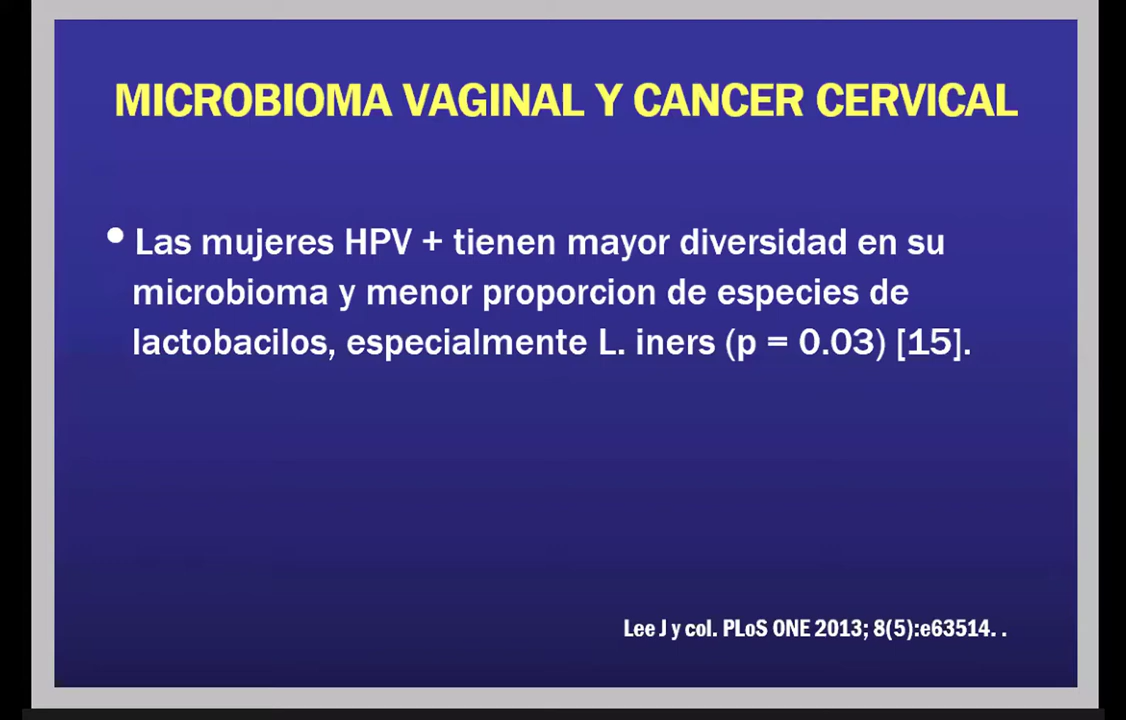 MICROBIOMA VAGINAL Y CANCER CERVICAL
• Las mujeres HPV + tienen mayor diversidad en su
microbioma y menor proporcion de especies de
lactobacilos, especialmente L. iners (p = 0.03) [15].
Lee J y col. PLoS ONE 2013; 8(5):e63514. .